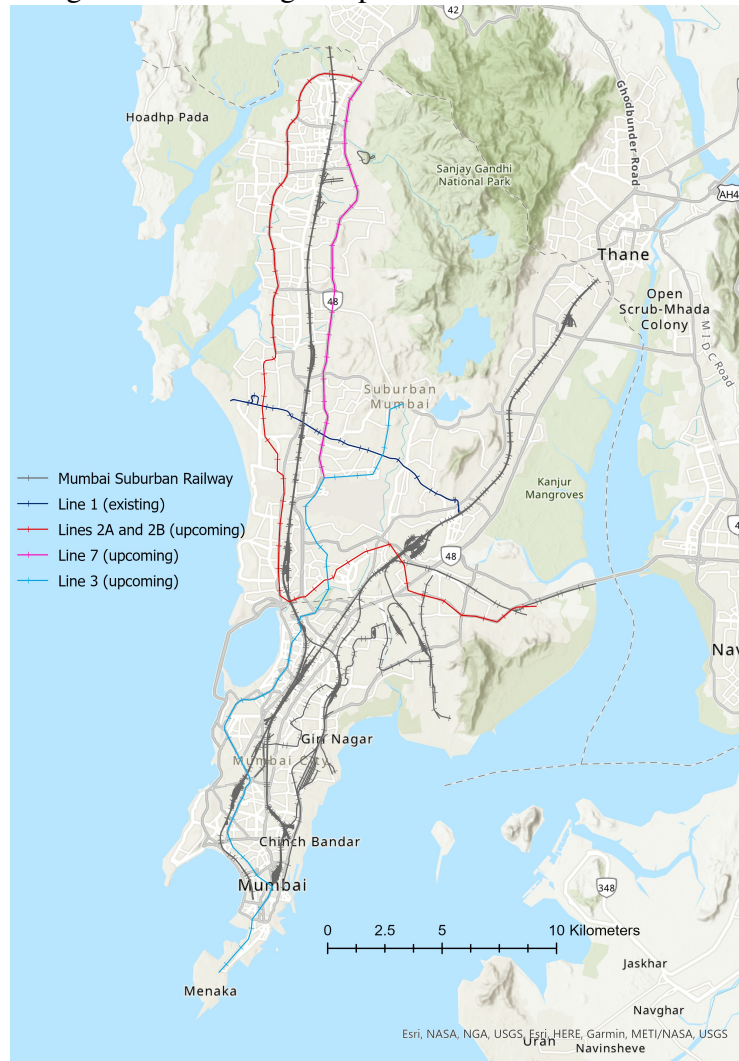 42
Hoadhp Pada
Ghodbunder Road
Sanjay Gandhi
National Park
AH4
Thane
Open
Scrub-Mhada
Colony
48
M I D C Road
Suburban
Mumbai
Mumbai Suburban Railway
Line 1 (existing)
Lines 2A and 2B (upcoming)
Line 7 (upcoming)
Line 3 (upcoming)
Kanjur
Mangroves
4
48
Nav
Giri Nagar
Mumbai City
Chinch Bandar
Mumbai
348
0 2.5 5 10 Kilometers
Jaskhar
Menaka
Navghar
Esri, NASA, NGA, USGS, Esri, HERE, Garmin, METI/NASA, USGS
Uran
Navinsheve